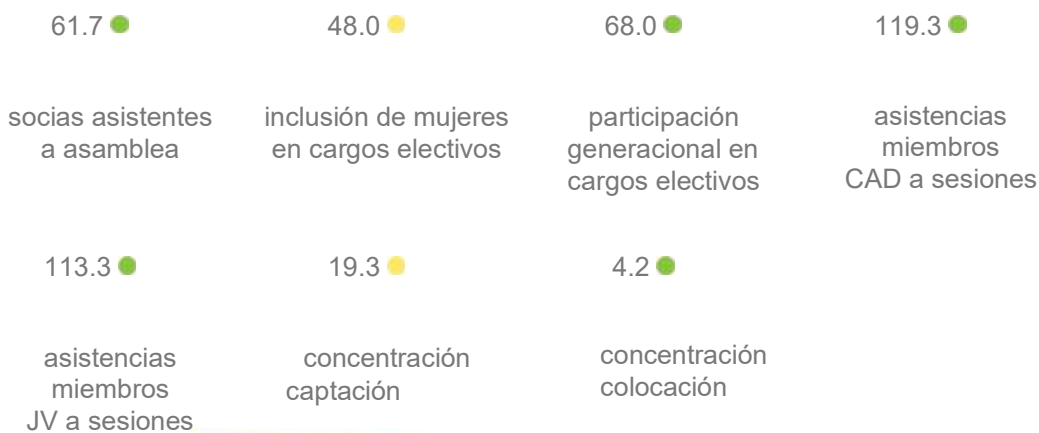 61.7
48.0
68.0
119.3
socias asistentes
a asamblea
inclusión de mujeres
en cargos electivos
participación
generacional en
cargos electivos
asistencias
miembros
CAD a sesiones
113.3
19.3
4.2
asistencias
miembros
JV a sesiones
concentración
captación
concentración
colocación